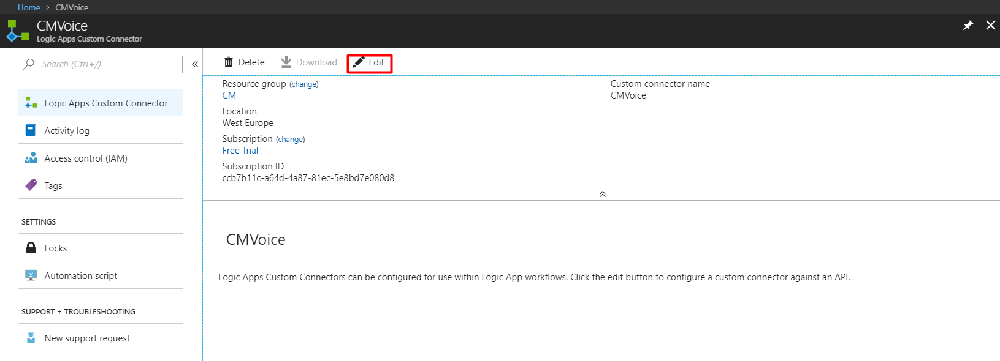 Home > CMVoice
CMVoice
Logic Apps Custom Connector
Search (Ctrl+/)
Logic Apps Custom Connector
Activity log
Access control (IAM)
Tags
SETTINGS
Locks
Automation script
SUPPORT + TROUBLESHOOTING
New support request
Delete
Download
Edit
Resource group (change)
CM
Location
West Europe
Subscription (change)
Free Trial
Subscription ID
ccb7b11c-a64d-4a87-81ec-5e8bd7e080d8
Custom connector name
CMVoice
CMVoice
Logic Apps Custom Connectors can be configured for use within Logic App workflows. Click the edit button to configure a custom connector against an API.